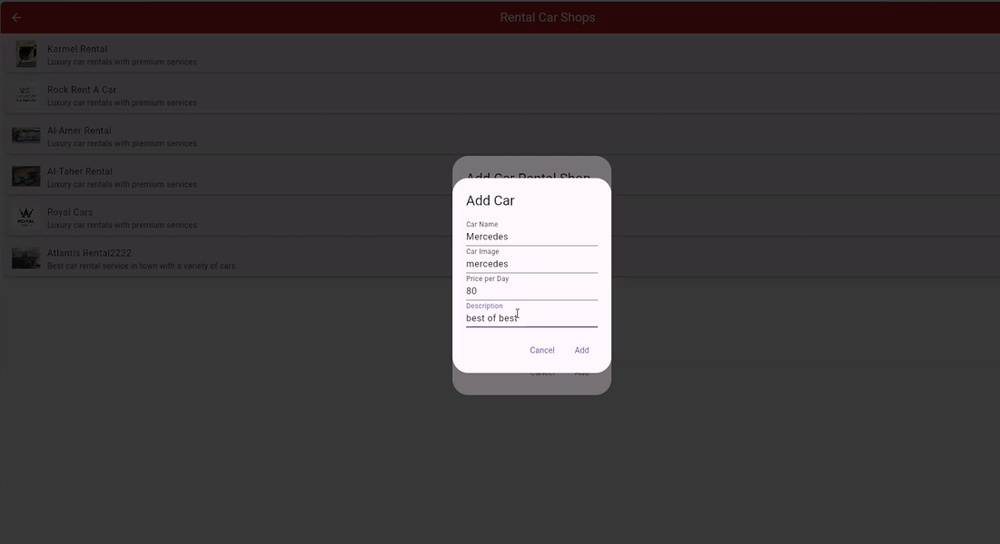 Rental Car Shops
Karmel Rental
Luxury car rentals with premium services
Rock Rent A Car
Luxury car rentals with premium services
Al-Amer Rental
Luxury car rentals with premium services
Al-Taher Rental
Luxury car rentals with premium services
Royal Cars
Luxury car rentals with premium services
ROYAL
Atlantis Rental2222
Best car rental service in town with a variety of cars.
Add Car Rental Shop
Add Car
Car Name
Mercedes
Car Image
mercedes
Price per Day
80
Description
best of best
Cancel Add
Cancel Add